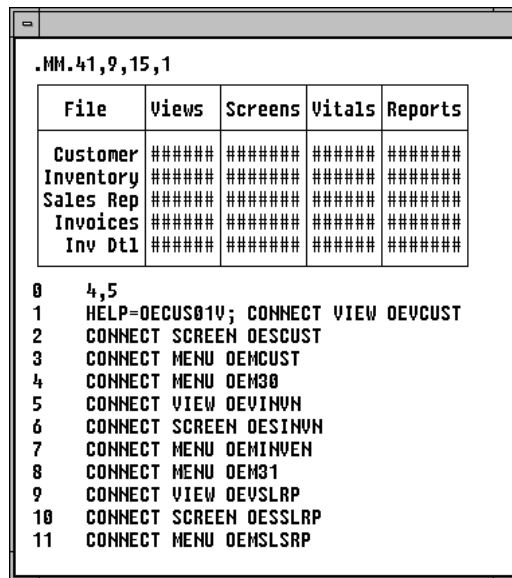 .MM.41,9,15,1
File Views Screens Vitals Reports
Customer ###### ####### ###### #######
Inventory ###### ####### ###### #######
Sales Rep ###### ####### ###### #######
Invoices ###### ####### ###### #######
Inv Dtl ###### ####### ###### #######
0 4,5
1 HELP=OECUS01V; CONNECT VIEW OEVCUST
2 CONNECT SCREEN OESCUST
3 CONNECT MENU OEMCUST
4 CONNECT MENU OEM30
5 CONNECT VIEW OEVINVN
6 CONNECT SCREEN OESINVN
7 CONNECT MENU OEMINVEN
8 CONNECT MENU OEM31
9 CONNECT VIEW OEVSLRP
10 CONNECT SCREEN OESSLRP
11 CONNECT MENU OEMSLSRP